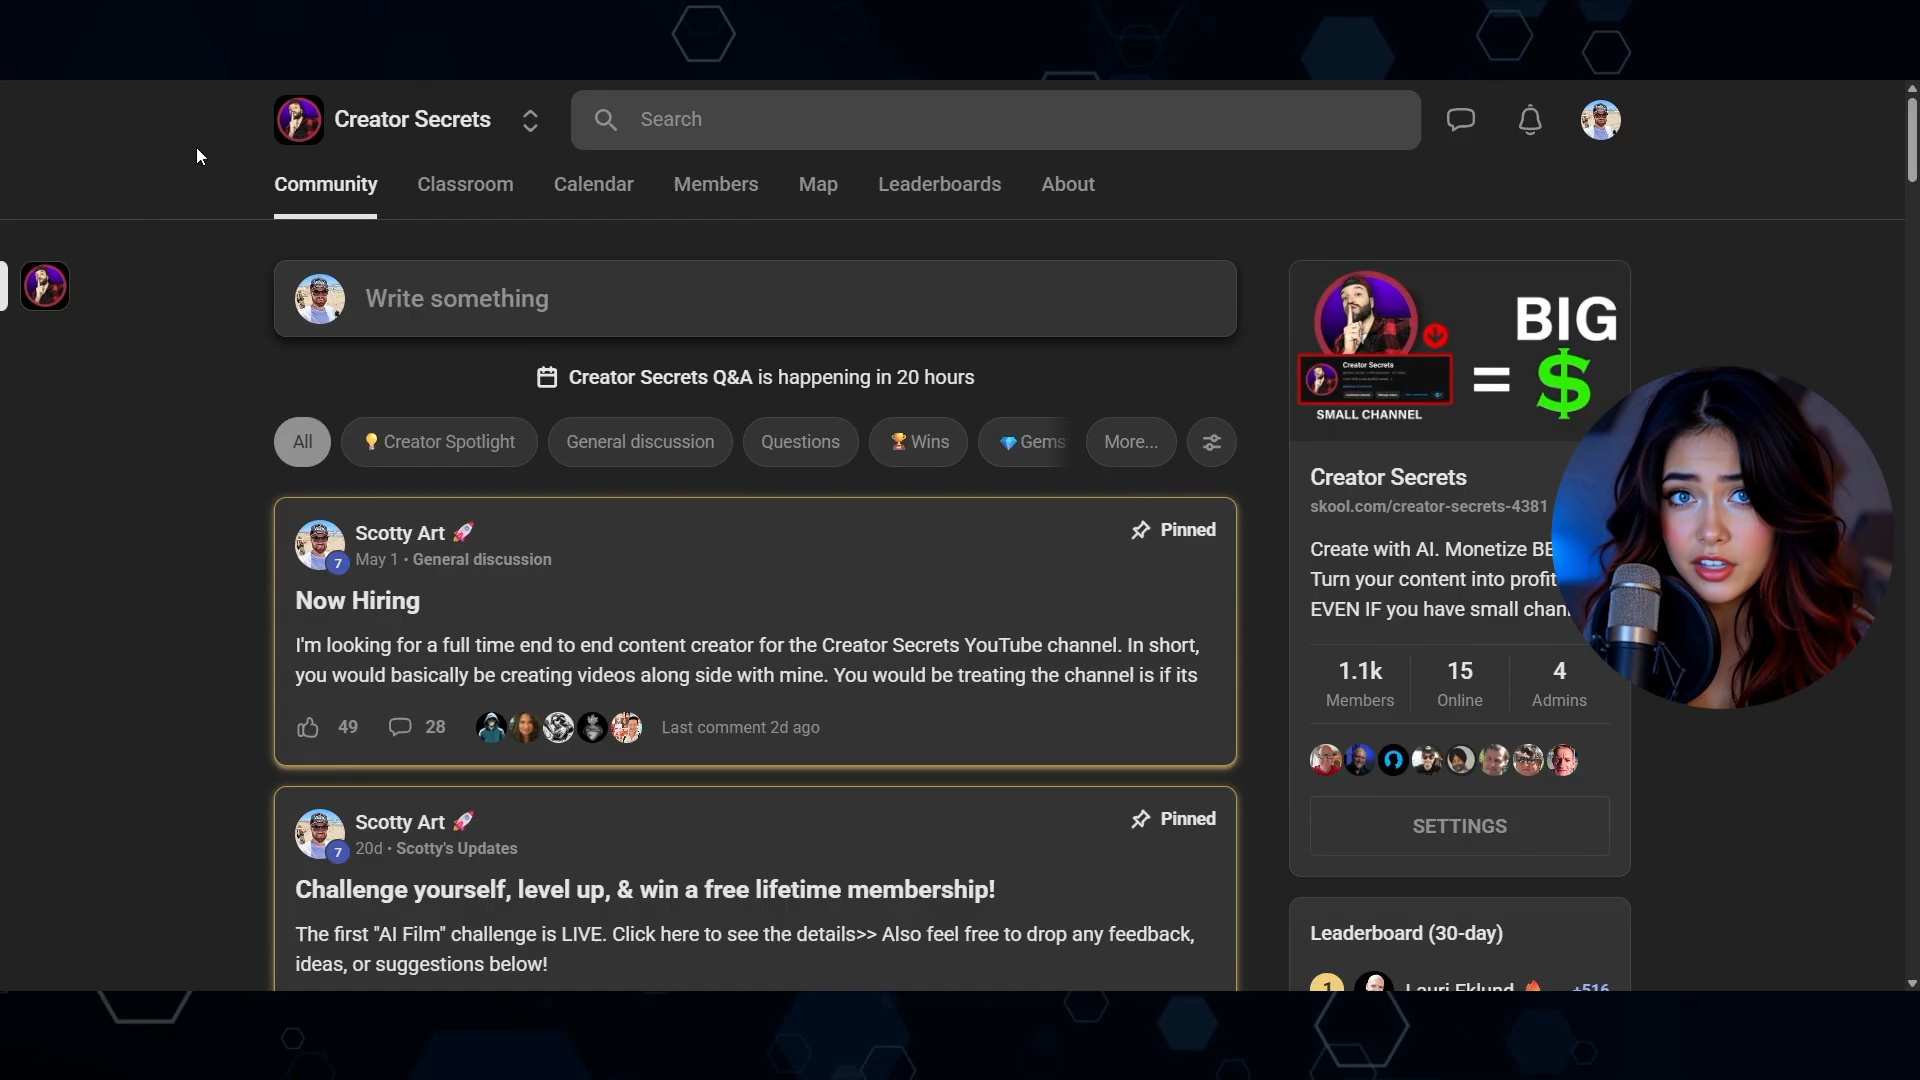 Creator Secrets
Search
Community
Classroom
Calendar
Members
Map
Leaderboards
About
Write something
Creator Secrets Q&A is happening in 20 hours
All
Creator Spotlight
General discussion
Questions
Wins
Gems
More...
Scotty Art
7
May 1 • General discussion
Pinned
Now Hiring
I'm looking for a full time end to end content creator for the Creator Secrets YouTube channel. In short,
you would basically be creating videos along side with mine. You would be treating the channel is if its
49
28
Last comment 2d ago
Scotty Art
7
20d • Scotty's Updates
Pinned
Challenge yourself, level up, & win a free lifetime membership!
The first "AI Film" challenge is LIVE. Click here to see the details>> Also feel free to drop any feedback,
ideas, or suggestions below!
Creator Secrets
SMALL CHANNEL
=
BIG
$
Creator Secrets
skool.com/creator-secrets-4381
Create with AI. Monetize
Turn your content into profit
EVEN IF you have small
1.1k
Members
15
Online
4
Admins
SETTINGS
Leaderboard (30-day)
1
Lauri Eklund
+516